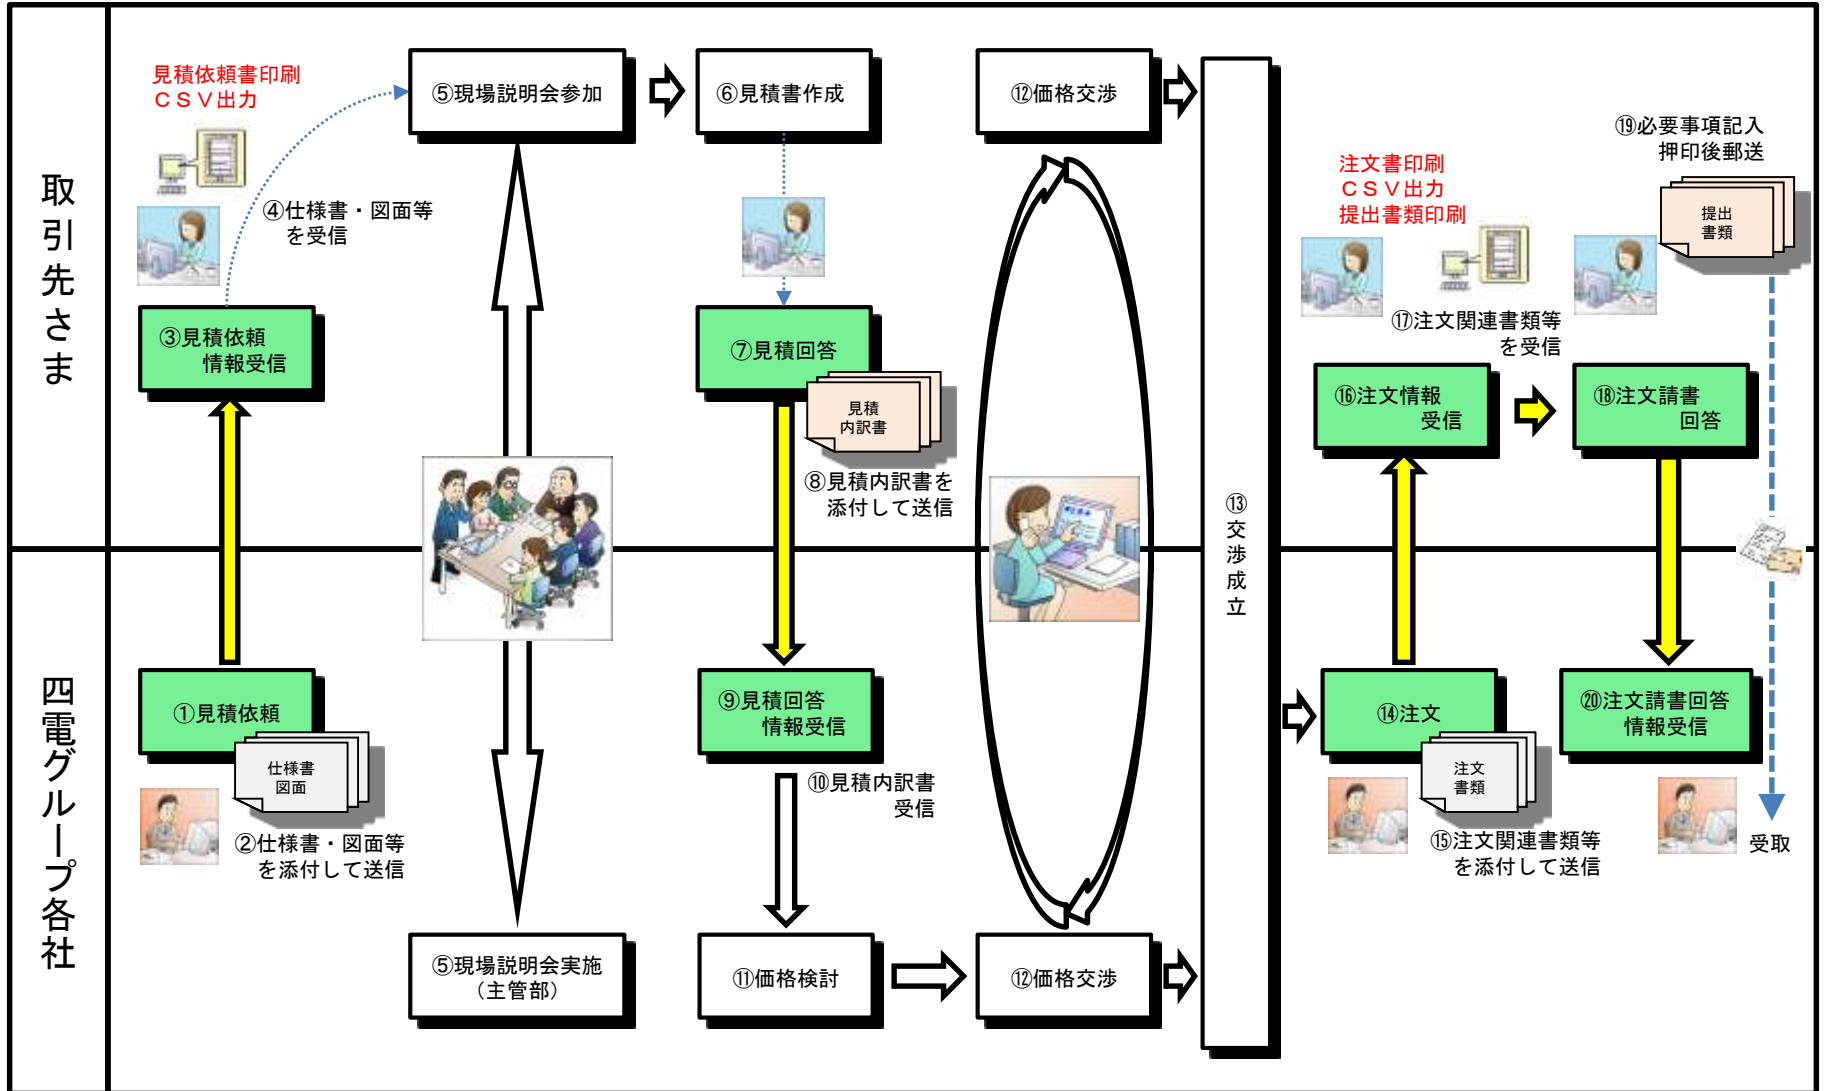 取引先さま
見積依頼書印刷
ＣＳＶ出力
④仕様書・図面等
を受信
③見積依頼
情報受信
⑤現場説明会参加
⑥見積書作成
⑦見積回答
見積
内訳書
⑧見積内訳書を
添付して送信
⑫価格交渉
⑬交渉成立
注文書印刷
ＣＳＶ出力
提出書類印刷
⑰注文関連書類等
を受信
⑯注文情報
受信
⑲必要事項記入
押印後郵送
提出
書類
⑱注文請書
回答
四電グループ各社
①見積依頼
仕様書
図面
②仕様書・図面等
を添付して送信
⑤現場説明会実施
（主管部）
⑨見積回答
情報受信
⑩見積内訳書
受信
⑪価格検討
⑫価格交渉
⑭注文
注文
書類
⑮注文関連書類等
を添付して送信
⑳注文請書回答
情報受信
受取